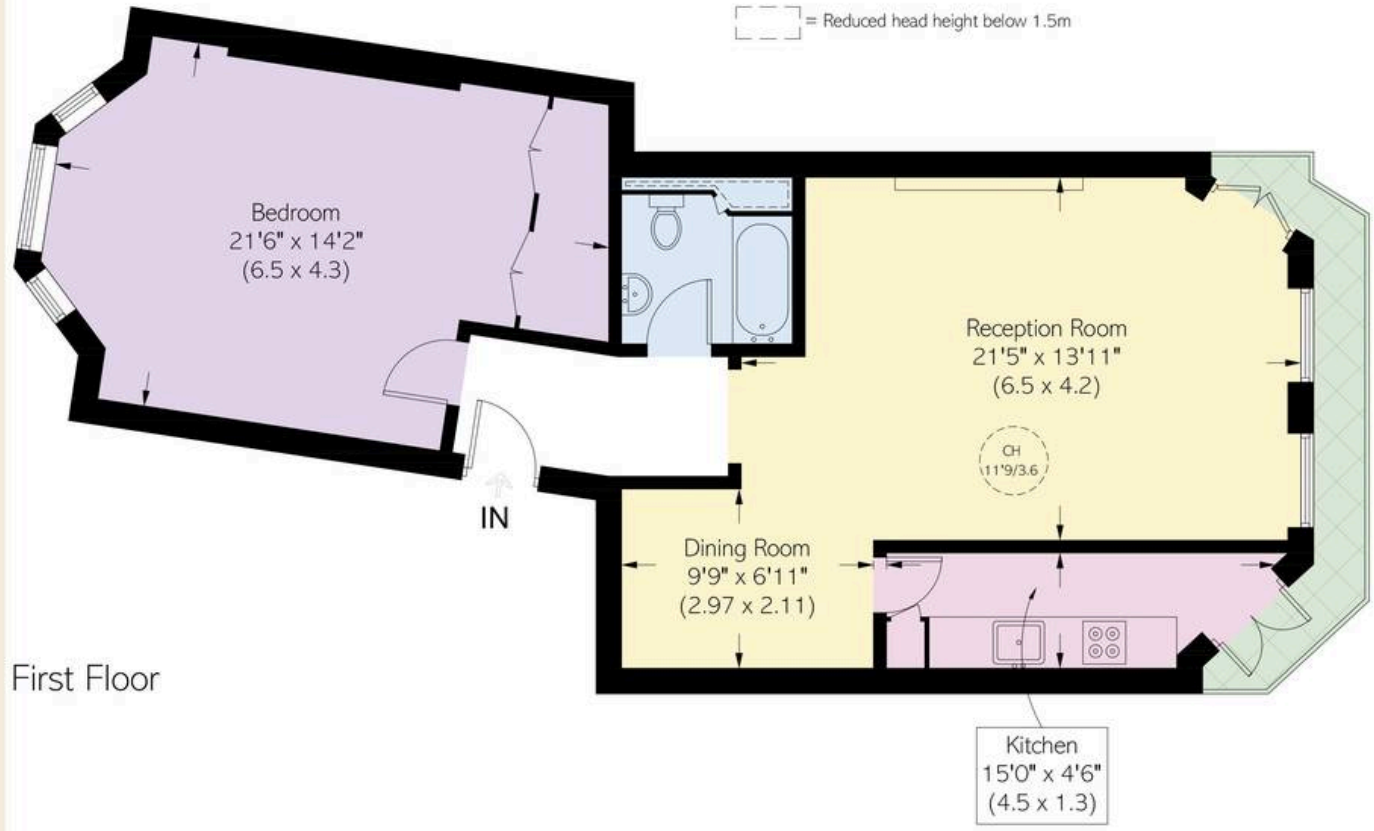 = Reduced head height below 1.5m
Bedroom
21'6" x 14'2"
(6.5 x 4.3)
Reception Room
21'5" x 13'11"
(6.5 x 4.2)
CH
11'9/3.6
IN
Dining Room
9'9" x 6'11"
(2.97 x 2.11)
First Floor
Kitchen
15'0" x 4'6"
(4.5 x 1.3)